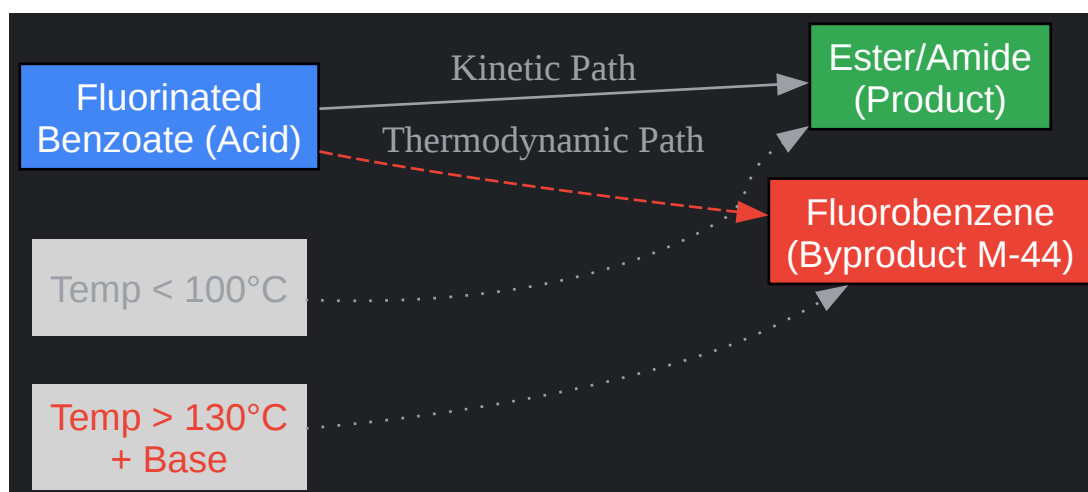 Fluorinated
Benzoate (Acid)
Kinetic Path
Thermodynamic Path
Ester/Amide
(Product)
Fluorobenzene
(Byproduct M-44)
Temp < 100°C
Temp > 130°C
+ Base